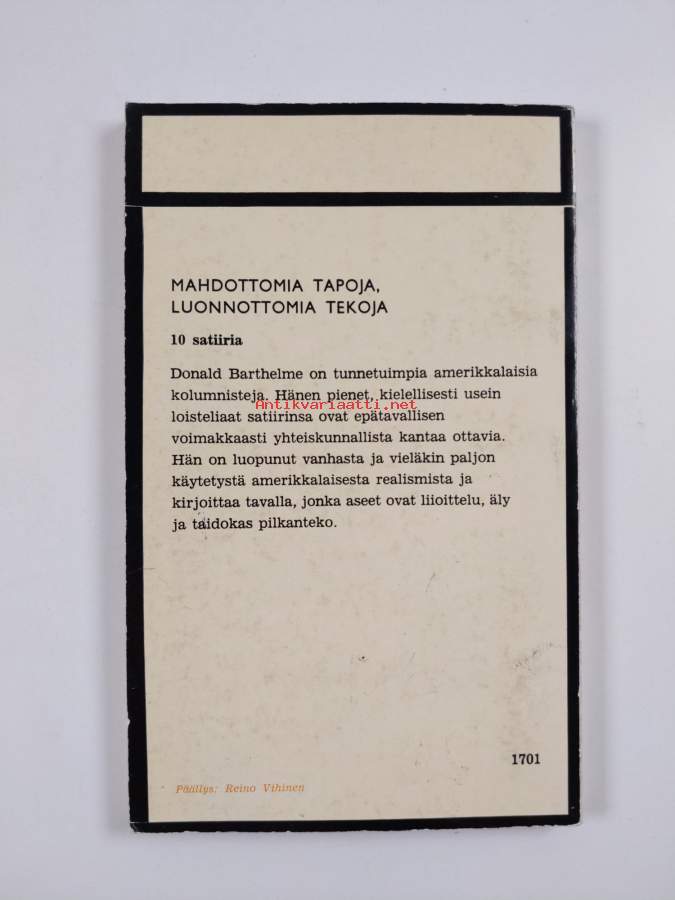 MAHDOTTOMIA TAPOJA,
LUONNOTTOMIA TEKOJA
10 satiiria
Donald Barthelme on tunnetuimpia amerikkalaisia
kolumnisteja. Hänen pienet, kielellisesti usein
Antikvariaatti.net
loisteliaat satiirinsa ovat epätavallisen
voimakkaasti yhteiskunnallista kantaa ottavia.
Hän on luopunut vanhasta ja vieläkin paljon
käytetystä amerikkalaisesta realismista ja
kirjoittaa tavalla, jonka aseet ovat liioittelu, äly
ja taidokas pilkanteko.
1701
Päällys: Reino Vihinen